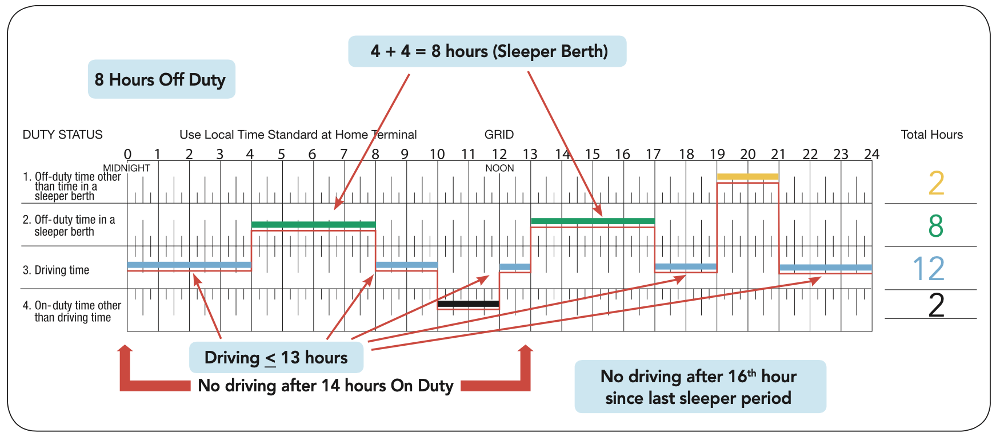 4 + 4 = 8 hours (Sleeper Berth)
8 Hours Off Duty
DUTY STATUS
Use Local Time Standard at Home Terminal
GRID
Total Hours
0 1 2 3 4 5 6 7 8 9 10 11 12 13 14 15 16 17 18 19 20 21 22 23 24
MIDNIGHT
NOON
1. Off-duty time other
than time in a
sleeper berth
2
2. Off-duty time in a
sleeper berth
8
3. Driving time
12
4. On-duty time other
than driving time
2
Driving ≤ 13 hours
No driving after 14 hours On Duty
No driving after 16th hour
since last sleeper period